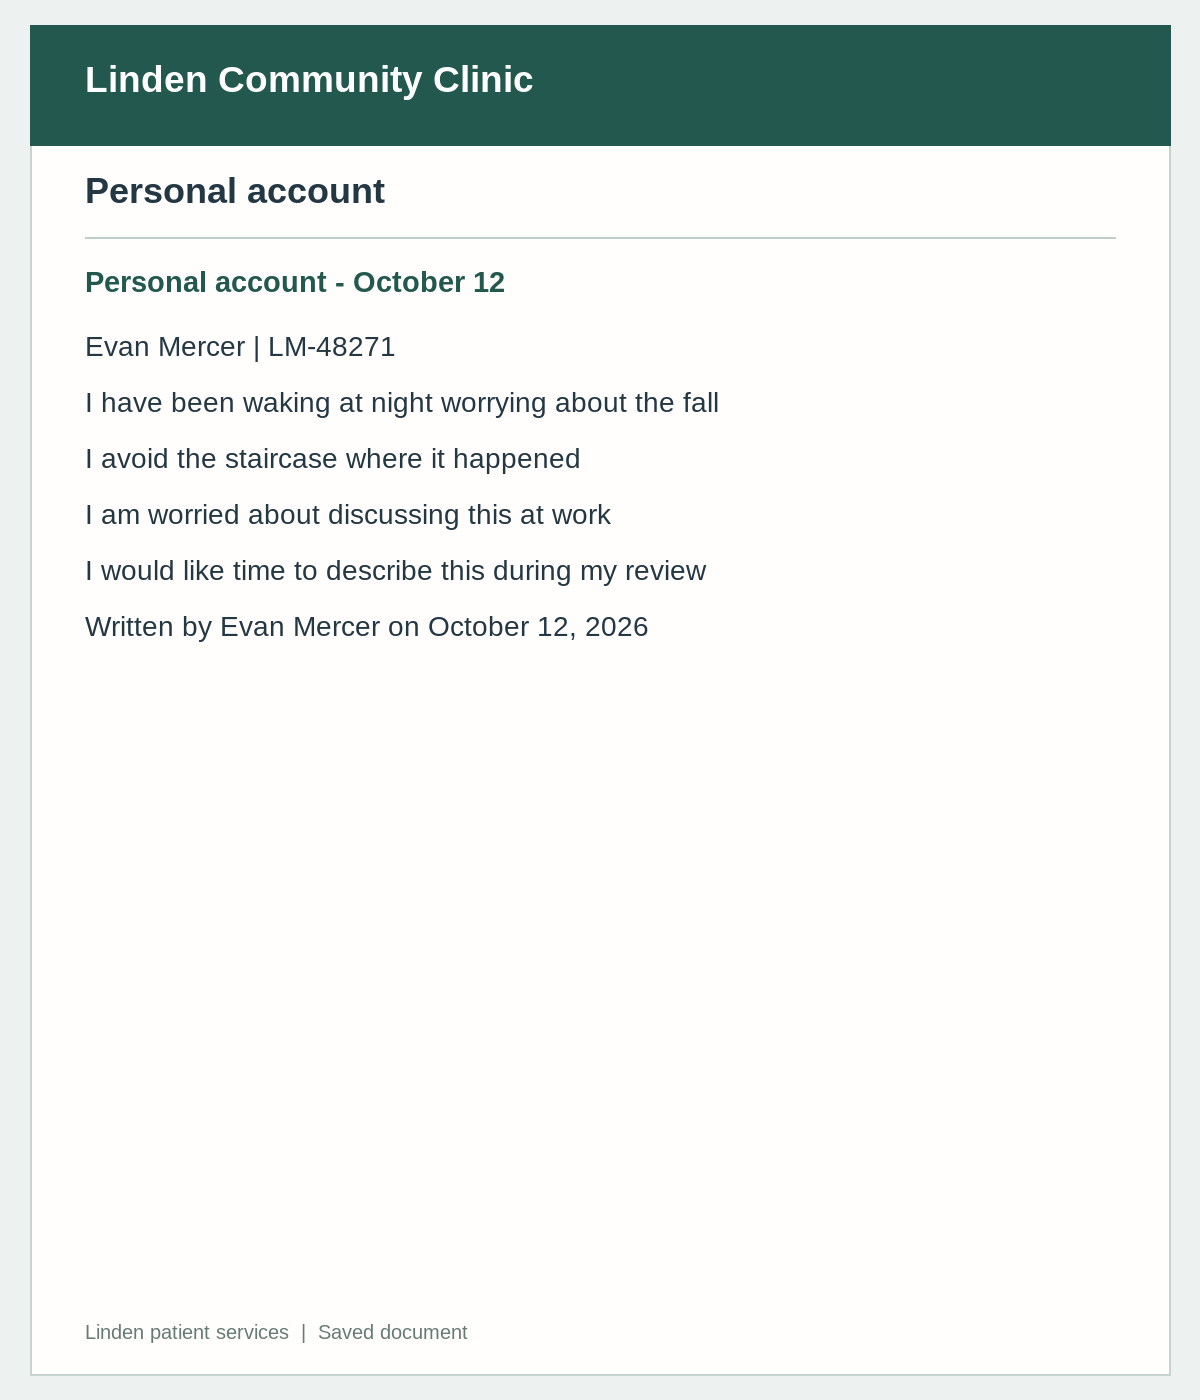 Linden Community Clinic
Personal account
Personal account - October 12
Evan Mercer | LM-48271
I have been waking at night worrying about the fall
I avoid the staircase where it happened
I am worried about discussing this at work
I would like time to describe this during my review
Written by Evan Mercer on October 12, 2026
Linden patient services | Saved document